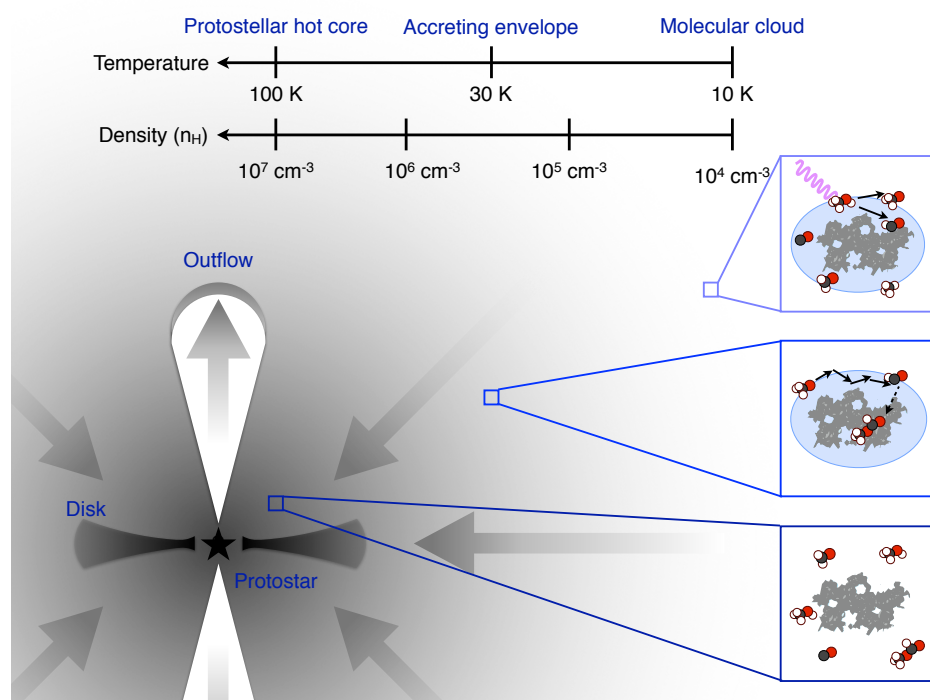 Protostellar hot core Accreting envelope Molecular cloud
Temperature
100 K 30 K 10 K
Density (nH)
10⁷ cm-³ 10⁶ cm-³ 10⁵ cm-³ 10⁴ cm-³
Outflow
Disk
Protostar